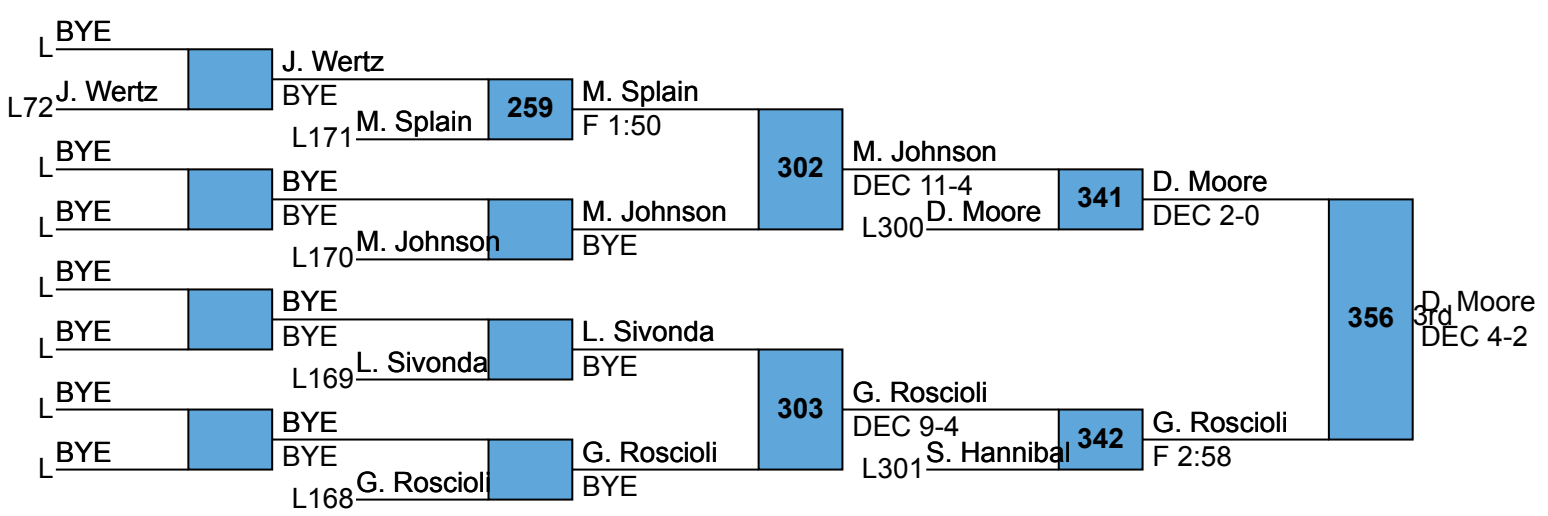 BYE
L
J. Wertz
L72
J. Wertz
BYE
M. Splain
L171
259
M. Splain
F 1:50
BYE
L
BYE
L
BYE
BYE
M. Johnson
L170
M. Johnson
BYE
302
M. Johnson
DEC 11-4
D. Moore
L300
341
D. Moore
DEC 2-0
BYE
L
BYE
L
BYE
BYE
L. Sivonda
L169
L. Sivonda
BYE
BYE
L
BYE
L
BYE
BYE
G. Roscioli
L168
G. Roscioli
BYE
303
G. Roscioli
DEC 9-4
S. Hannibal
L301
342
G. Roscioli
F 2:58
356
D. Moore
3rd
DEC 4-2